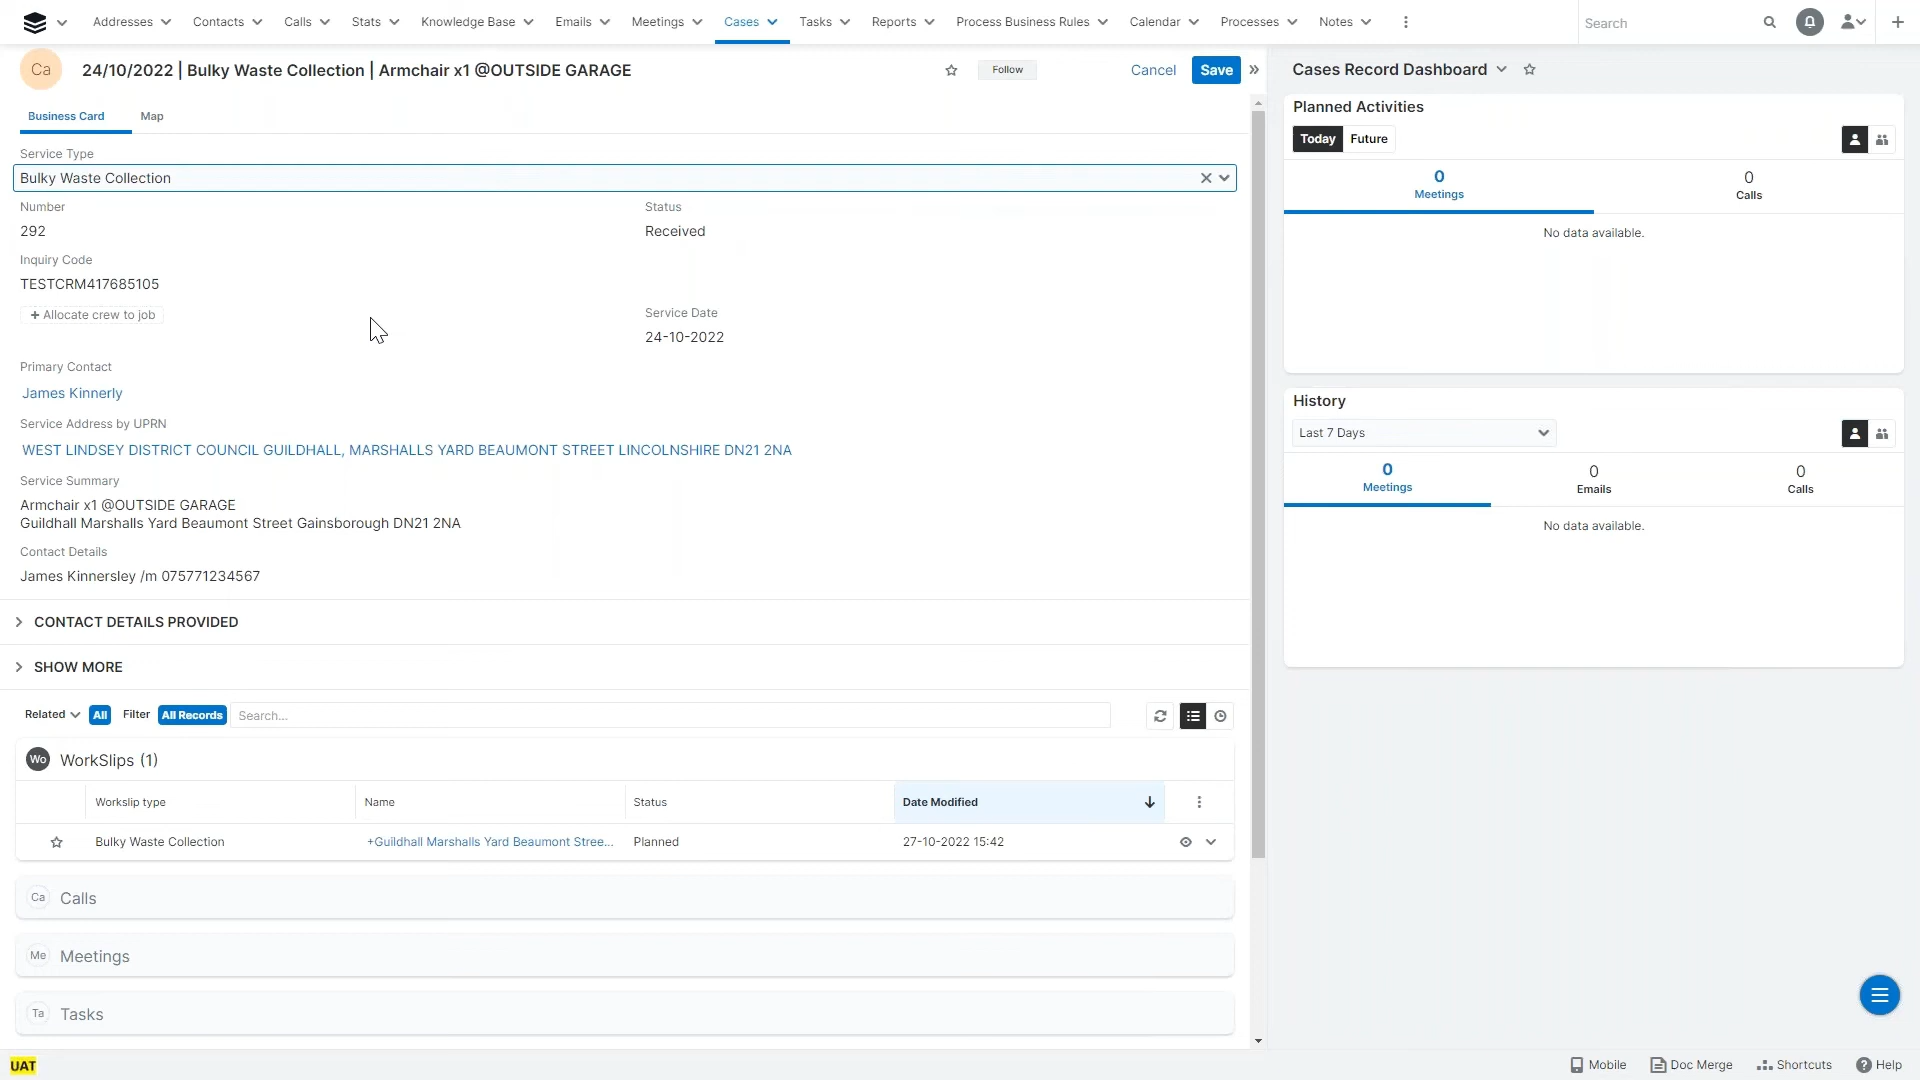 Addresses Contacts Calls Stats Knowledge Base Emails Meetings Cases Tasks Reports Process Business Rules Calendar Processes Notes Search
Ca 24/10/2022 | Bulky Waste Collection | Armchair x1 @OUTSIDE GARAGE Follow Cancel Save
Business Card Map
Service Type
Bulky Waste Collection
Number Status
292 Received
Inquiry Code
TESTCRM417685105
+ Allocate crew to job
Service Date
24-10-2022
Primary Contact
James Kinnerly
Service Address by UPRN
WEST LINDSEY DISTRICT COUNCIL GUILDHALL, MARSHALLS YARD BEAUMONT STREET LINCOLNSHIRE DN21 2NA
Service Summary
Armchair x1 @OUTSIDE GARAGE
Guildhall Marshalls Yard Beaumont Street Gainsborough DN21 2NA
Contact Details
James Kinnersley /m 075771234567
CONTACT DETAILS PROVIDED
SHOW MORE
Related All Filter All Records Search...
Wo WorkSlips (1)
Workslip type Name Status Date Modified
Bulky Waste Collection +Guildhall Marshalls Yard Beaumont Stree... Planned 27-10-2022 15:42
Ca Calls
Me Meetings
Ta Tasks
Cases Record Dashboard
Planned Activities
Today Future
0 0
Meetings Calls
No data available.
History
Last 7 Days
0 0 0
Meetings Emails Calls
No data available.
UAT Mobile Doc Merge Shortcuts Help